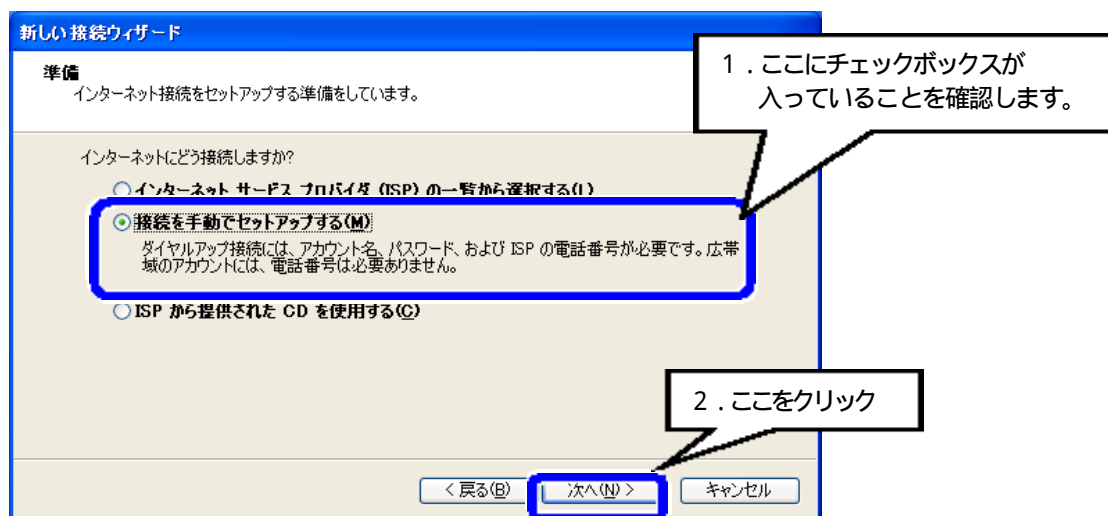 新しい接続ウィザード
準備
インターネット接続をセットアップする準備をしています。
1．ここにチェックボックスが
入っていることを確認します。
インターネットにどう接続しますか?
インターネット サービス プロバイダ (ISP) の一覧から選択する(L)
接続を手動でセットアップする(M)
ダイヤルアップ接続には、アカウント名、パスワード、および ISP の電話番号が必要です。広帯
域のアカウントには、電話番号は必要ありません。
ISP から提供された CD を使用する(C)
2．ここをクリック
< 戻る(B)
次へ(N) >
キャンセル